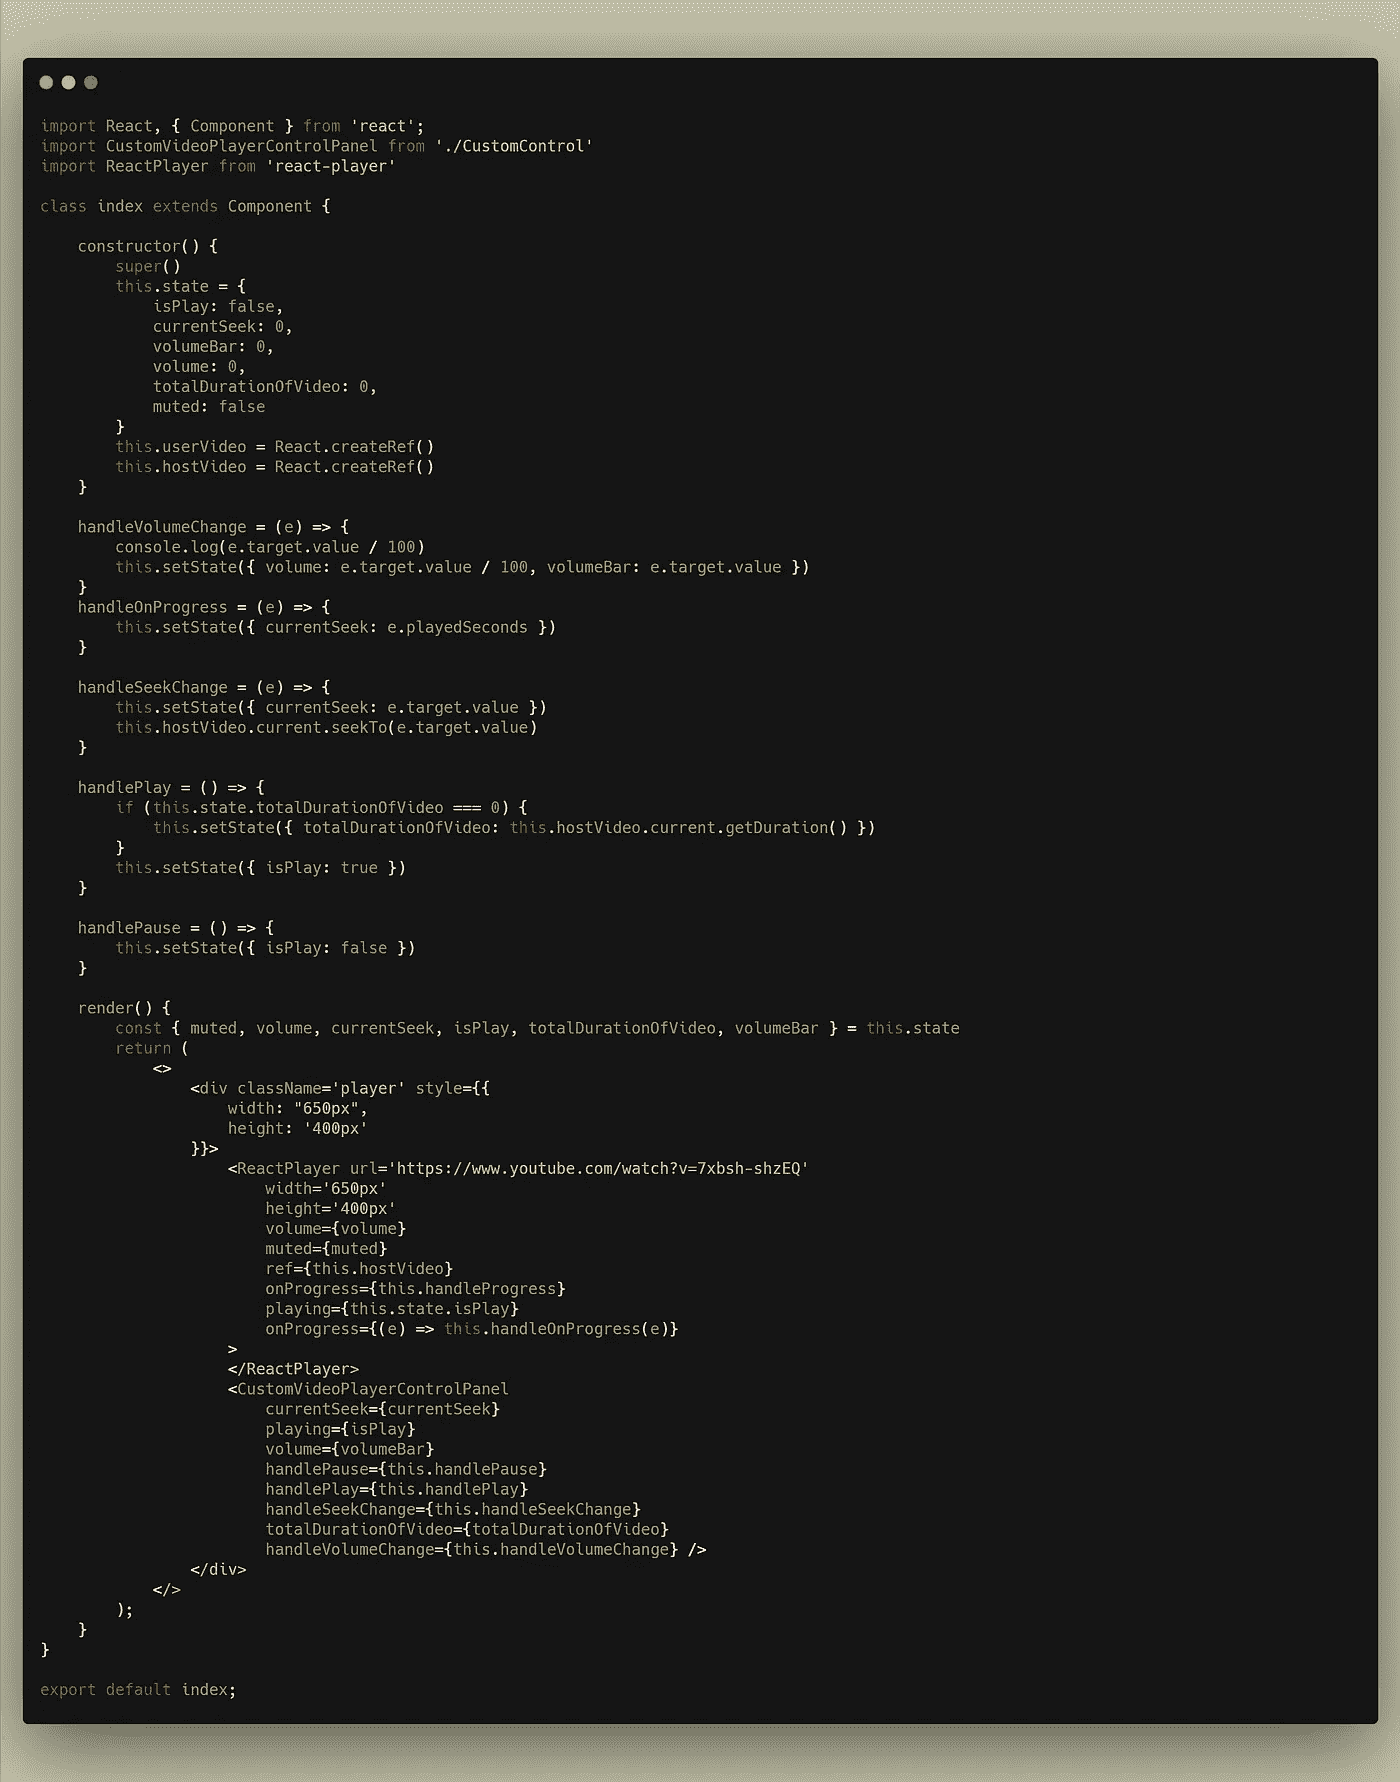 import React, { Component } from 'react';
import CustomVideoPlayerControlPanel from './CustomControl'
import ReactPlayer from 'react-player'

class index extends Component {

    constructor() {
        super()
        this.state = {
            isPlay: false,
            currentSeek: 0,
            volumeBar: 0,
            volume: 0,
            totalDurationOfVideo: 0,
            muted: false
        }
        this.userVideo = React.createRef()
        this.hostVideo = React.createRef()
    }

    handleVolumeChange = (e) => {
        console.log(e.target.value / 100)
        this.setState({ volume: e.target.value / 100, volumeBar: e.target.value })
    }
    handleOnProgress = (e) => {
        this.setState({ currentSeek: e.playedSeconds })
    }

    handleSeekChange = (e) => {
        this.setState({ currentSeek: e.target.value })
        this.hostVideo.current.seekTo(e.target.value)
    }

    handlePlay = () => {
        if (this.state.totalDurationOfVideo === 0) {
            this.setState({ totalDurationOfVideo: this.hostVideo.current.getDuration() })
        }
        this.setState({ isPlay: true })
    }

    handlePause = () => {
        this.setState({ isPlay: false })
    }

    render() {
        const { muted, volume, currentSeek, isPlay, totalDurationOfVideo, volumeBar } = this.state
        return (
            <>
                <div className='player' style={{
                    width: "650px",
                    height: '400px'
                }}>
                    <ReactPlayer url='https://www.youtube.com/watch?v=7xbsh-shzEQ'
                        width='650px'
                        height='400px'
                        volume={volume}
                        muted={muted}
                        ref={this.hostVideo}
                        onProgress={this.handleProgress}
                        playing={this.state.isPlay}
                        onProgress={(e) => this.handleOnProgress(e)}
                    >
                    </ReactPlayer>
                    <CustomVideoPlayerControlPanel
                        currentSeek={currentSeek}
                        playing={isPlay}
                        volume={volumeBar}
                        handlePause={this.handlePause}
                        handlePlay={this.handlePlay}
                        handleSeekChange={this.handleSeekChange}
                        totalDurationOfVideo={totalDurationOfVideo}
                        handleVolumeChange={this.handleVolumeChange} />
                </div>
            </>
        );
    }
}

export default index;